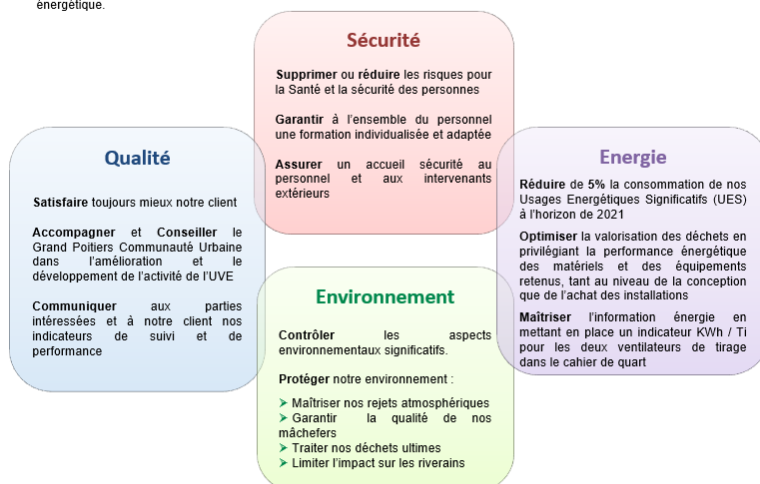 énergétique.
Sécurité
Supprimer ou réduire les risques pour
la Santé et la sécurité des personnes
Garantir à l'ensemble du personnel
une formation individualisée et adaptée
Assurer un accueil sécurité au
personnel et aux intervenants
extérieurs
Qualité
Satisfaire toujours mieux notre client
Accompagner et Conseiller le
Grand Poitiers Communauté Urbaine
dans l'amélioration et le
développement de l'activité de l'UVE
Communiquer aux parties
intéressées et à notre client nos
indicateurs de suivi et de
performance
Energie
Réduire de 5% la consommation de nos
Usages Energétiques Significatifs (UES)
à l'horizon de 2021
Optimiser la valorisation des déchets en
privilégiant la performance énergétique
des matériels et des équipements
retenus, tant au niveau de la conception
que de l'achat des installations
Maîtriser l'information énergie en
mettant en place un indicateur KWh / Ti
pour les deux ventilateurs de tirage
dans le cahier de quart
Environnement
Contrôler les aspects
environnementaux significatifs.
Protéger notre environnement :
➢ Maîtriser nos rejets atmosphériques
➢ Garantir la qualité de nos
mâchefers
➢ Traiter nos déchets ultimes
➢ Limiter l'impact sur les riverains